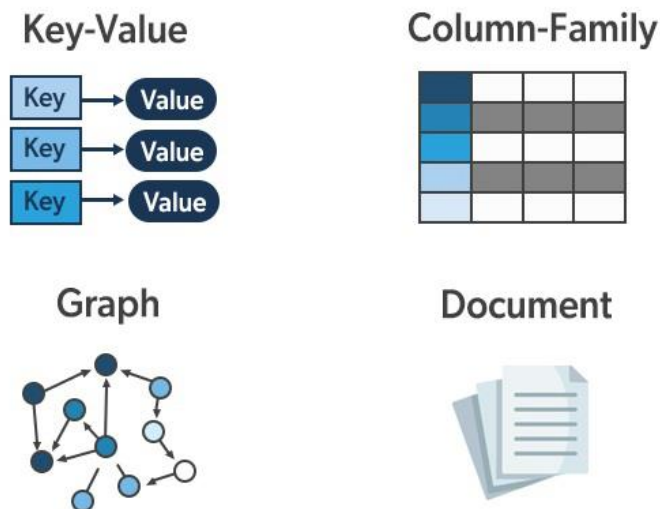 Key-Value
Column-Family
Key Value
Key Value
Key Value
Graph
Document